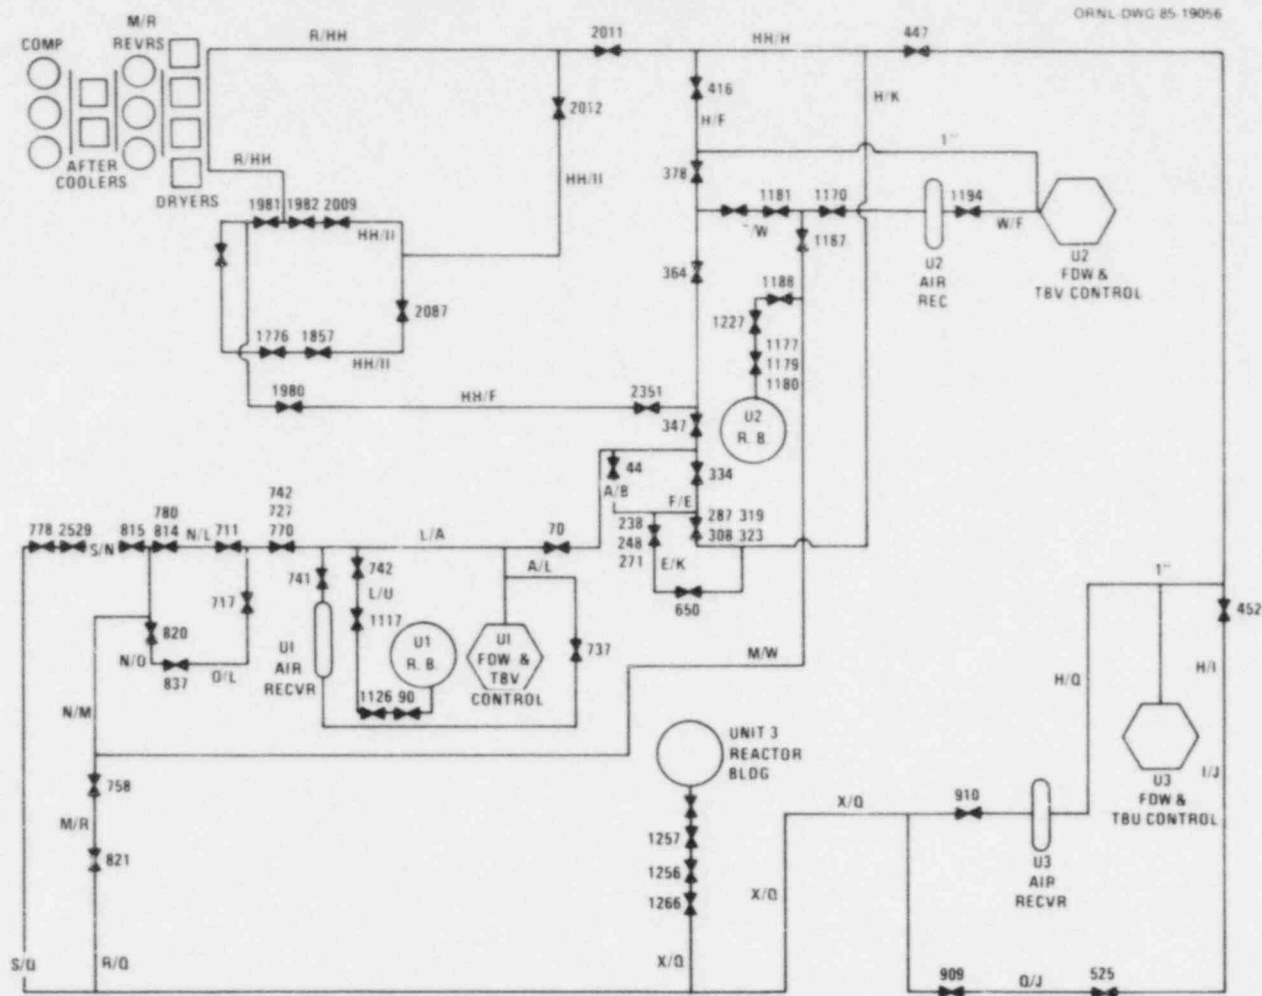 ORNL-DWG 85-19056
M/R
COMP
REVRS
R/HH
2011
HH/H
447
416
2012
H/K
H/F
AFTER
COOLERS
R/HH
1"
DRYERS
HH/II
378
1981 1982 2009
1181
1170
1194
HH/II
W/F
1187
U2
AIR
REC
U2
FDW &
TBV CONTROL
364
1188
2087
1227
1776
1857
HH/II
1177
1179
1180
1980
HH/F
2351
347
U2
R. B.
44
334
A/B
F/E
742
727
770
780
814
778 2529
815
N/L
711
S/N
L/A
70
238
248
271
287 319
308 323
E/K
A/L
741
742
L/U
717
1117
650
1"
452
820
U1
AIR
RECVR
U1
R. B.
U1
FDW &
TBV
CONTROL
737
N/O
O/L
837
M/W
H/Q
H/I
1126 90
N/M
UNIT 3
REACTOR
BLDG
758
U3
FDW &
TBU CONTROL
I/J
M/R
X/Q
910
821
1257
1256
1266
U3
AIR
RECVR
X/Q
S/Q
R/Q
X/Q
909
Q/J
525